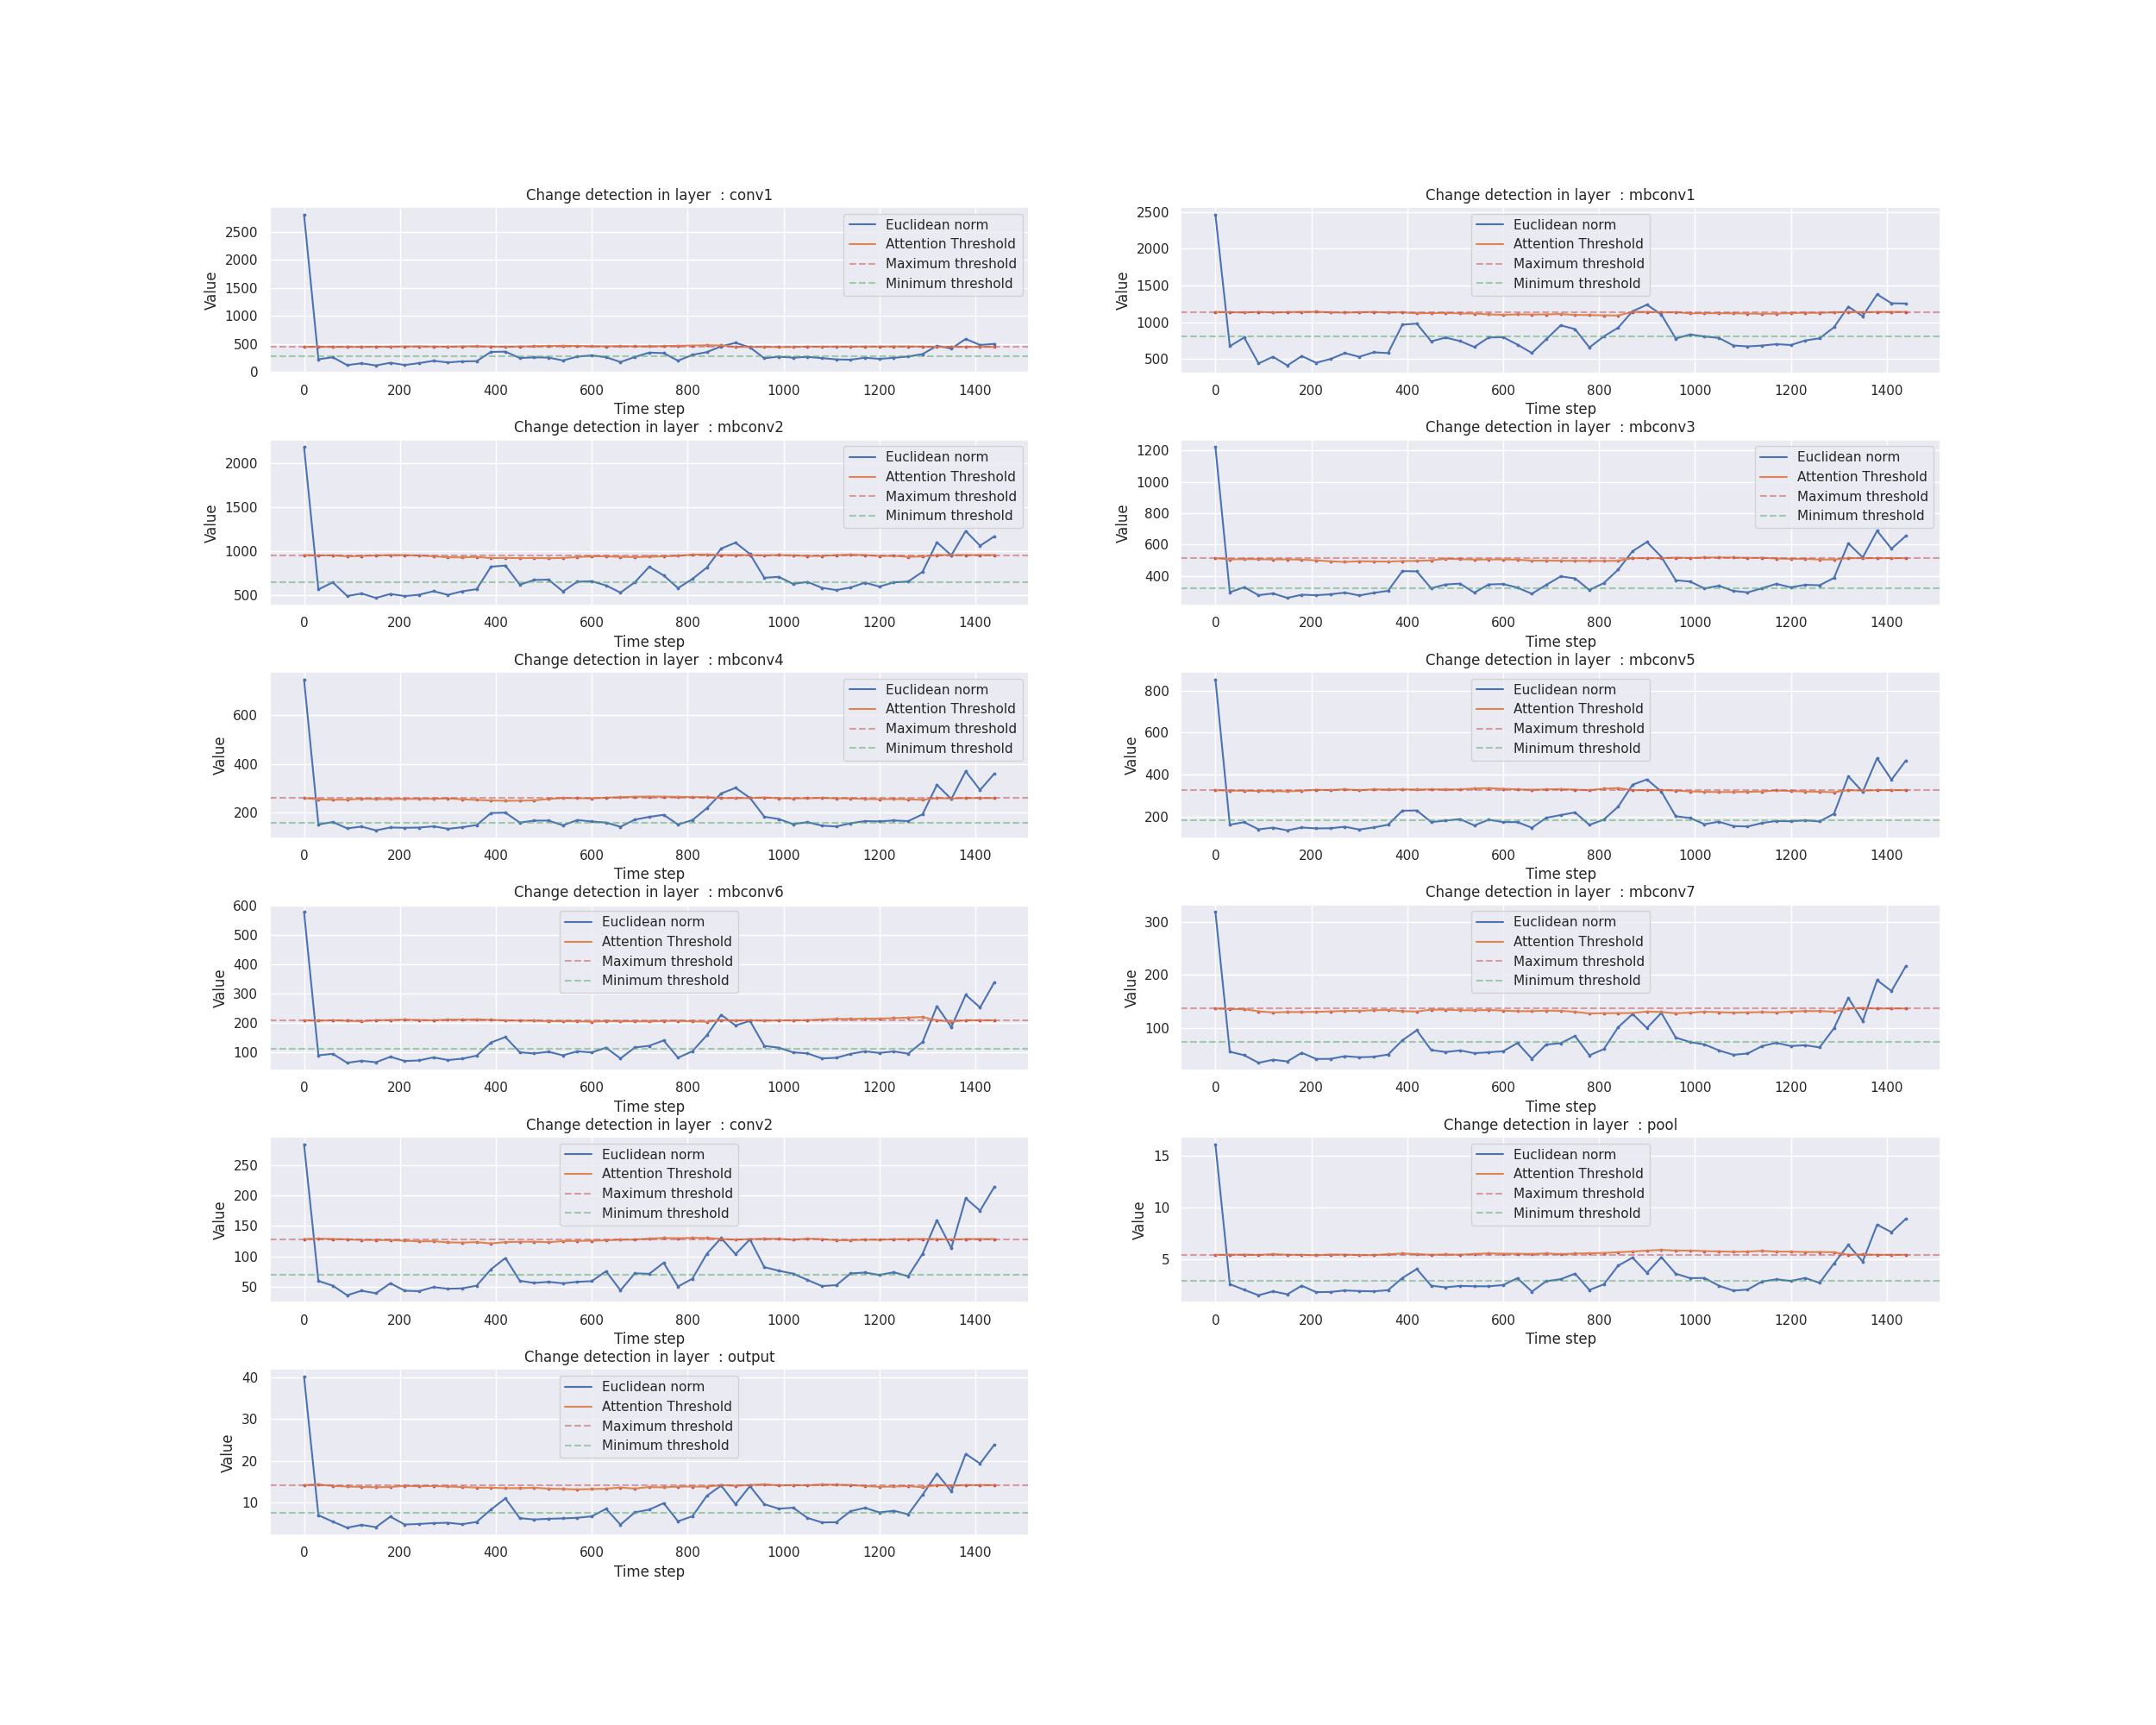 Change detection in layer  : conv1
Value
2500
2000
1500
1000
500
0
Euclidean norm
Attention Threshold
Maximum threshold
Minimum threshold
0 200 400 600 800 1000 1200 1400
Time step
Change detection in layer  : mbconv1
Value
2500
2000
1500
1000
500
Euclidean norm
Attention Threshold
Maximum threshold
Minimum threshold
0 200 400 600 800 1000 1200 1400
Time step
Change detection in layer  : mbconv2
Value
2000
1500
1000
500
Euclidean norm
Attention Threshold
Maximum threshold
Minimum threshold
0 200 400 600 800 1000 1200 1400
Time step
Change detection in layer  : mbconv3
Value
1200
1000
800
600
400
Euclidean norm
Attention Threshold
Maximum threshold
Minimum threshold
0 200 400 600 800 1000 1200 1400
Time step
Change detection in layer  : mbconv4
Value
600
400
200
Euclidean norm
Attention Threshold
Maximum threshold
Minimum threshold
0 200 400 600 800 1000 1200 1400
Time step
Change detection in layer  : mbconv5
Value
800
600
400
200
Euclidean norm
Attention Threshold
Maximum threshold
Minimum threshold
0 200 400 600 800 1000 1200 1400
Time step
Change detection in layer  : mbconv6
Value
600
500
400
300
200
100
Euclidean norm
Attention Threshold
Maximum threshold
Minimum threshold
0 200 400 600 800 1000 1200 1400
Time step
Change detection in layer  : mbconv7
Value
300
200
100
Euclidean norm
Attention Threshold
Maximum threshold
Minimum threshold
0 200 400 600 800 1000 1200 1400
Time step
Change detection in layer  : conv2
Value
250
200
150
100
50
Euclidean norm
Attention Threshold
Maximum threshold
Minimum threshold
0 200 400 600 800 1000 1200 1400
Time step
Change detection in layer  : pool
Value
15
10
5
Euclidean norm
Attention Threshold
Maximum threshold
Minimum threshold
0 200 400 600 800 1000 1200 1400
Time step
Change detection in layer  : output
Value
40
30
20
10
Euclidean norm
Attention Threshold
Maximum threshold
Minimum threshold
0 200 400 600 800 1000 1200 1400
Time step